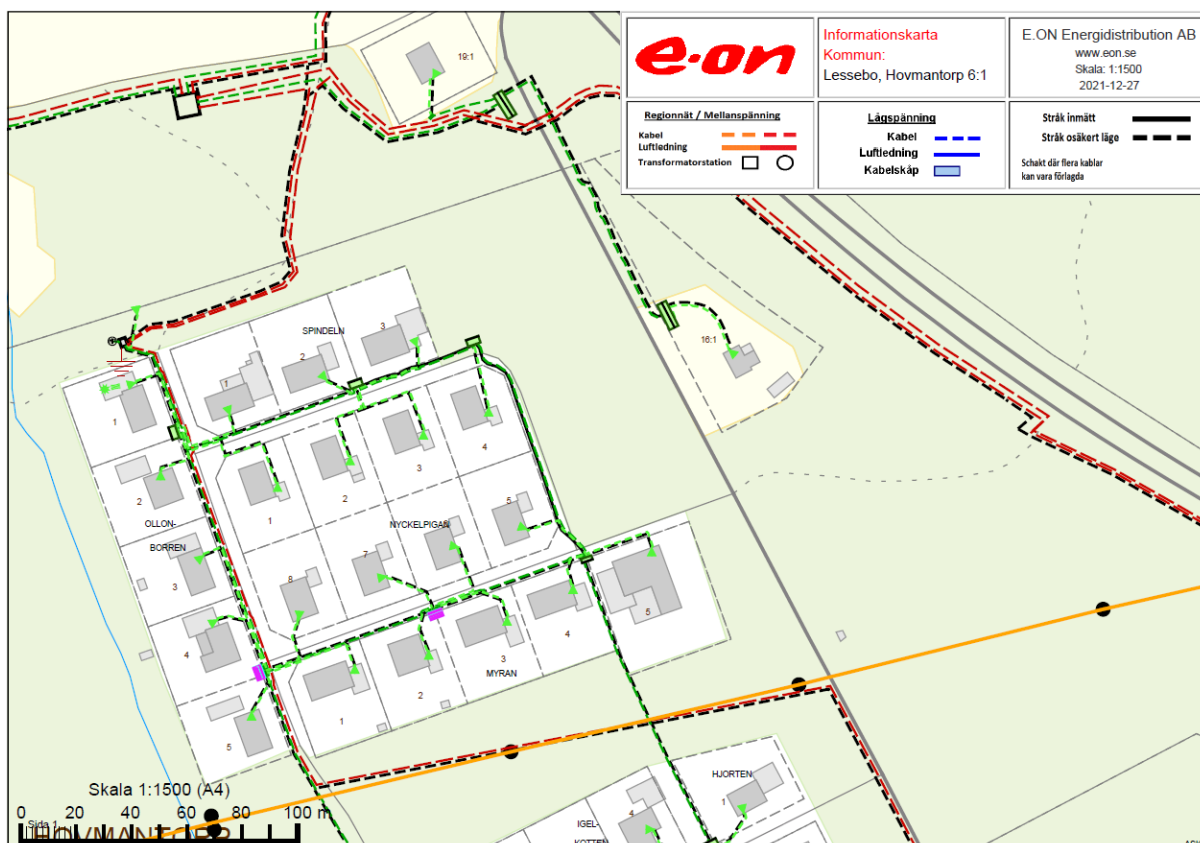 e·on
Informationskarta
Kommun:
Lessebo, Hovmantorp 6:1
E.ON Energidistribution AB
www.eon.se
Skala: 1:1500
2021-12-27
Regionnät / Mellanspänning
Kabel
Luftledning
Transformatorstation
Lågspänning
Kabel
Luftledning
Kabelskåp
Stråk inmätt
Stråk osäkert läge
Schakt där flera kablar
kan vara förlagda
19:1
16:1
SPINDELN
3
2
1
1
2
OLLON-
BORREN
3
4
5
4
3
2
1
NYCKELPIGAN
5
7
8
5
4
3
MYRAN
2
1
HJORTEN
1
4
IGEL-
KOTTEN
Skala 1:1500 (A4)
0 20 40 60 80 100 m
Sida 1
HOVMANTORP